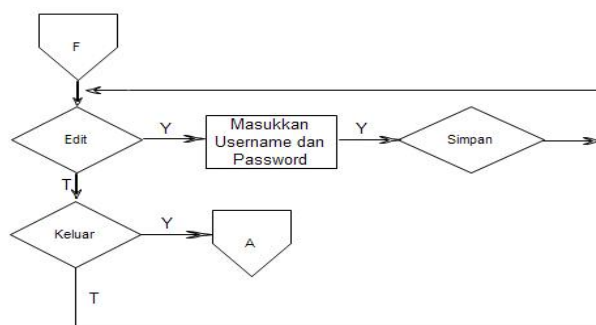 F
Edit
Y
Masukkan
Username dan
Password
Y
Simpan
T
Keluar
Y
A
T